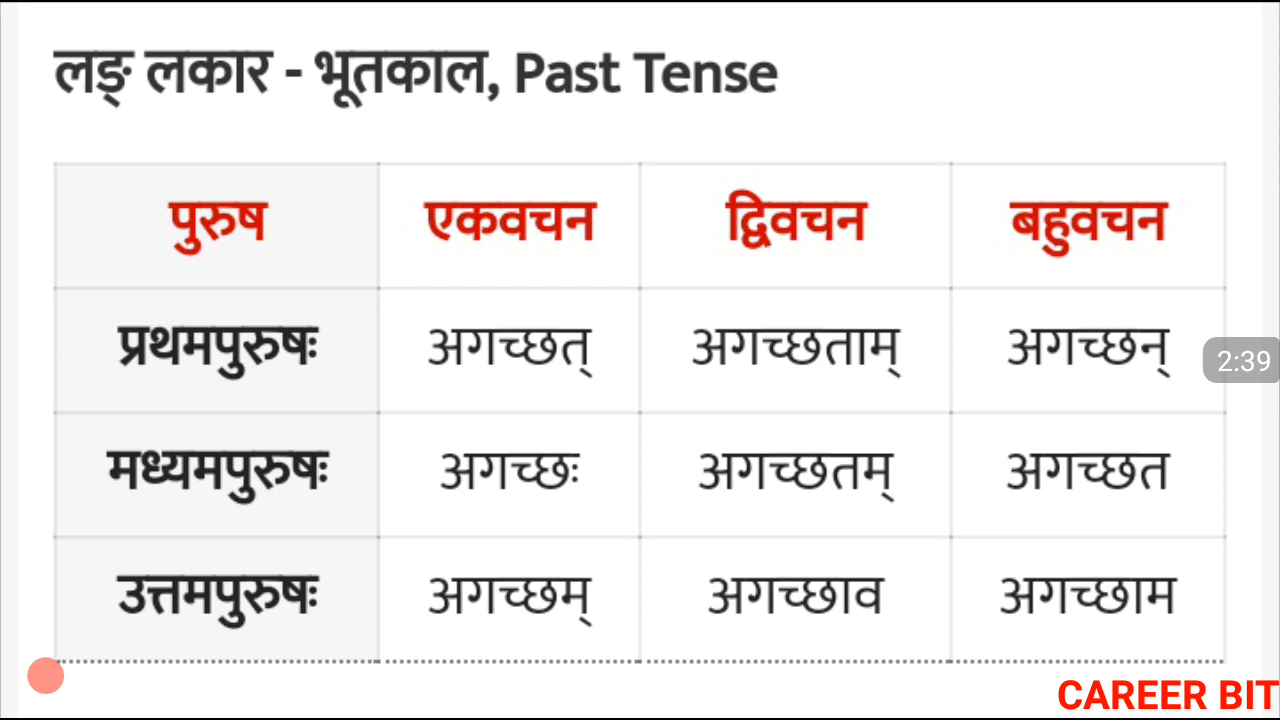 लङ् लकार - भूतकाल, Past Tense
पुरुष एकवचन द्विवचन बहुवचन
प्रथमपुरुषः अगच्छत् अगच्छताम् अगच्छन्
2:39
मध्यमपुरुषः अगच्छः अगच्छतम् अगच्छत
उत्तमपुरुषः अगच्छम् अगच्छाव अगच्छाम
CAREER BIT